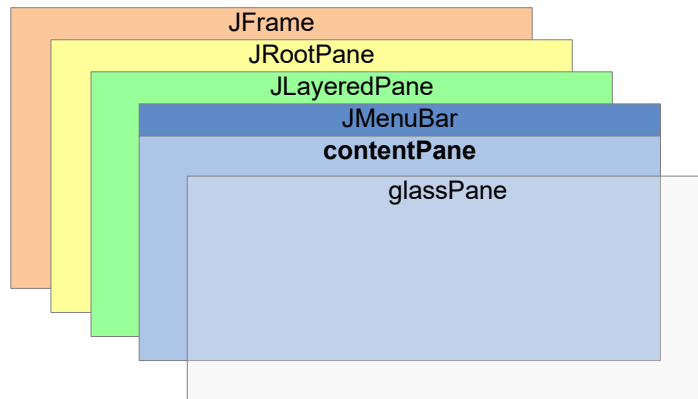 JFrame
JRootPane
JLayeredPane
JMenuBar
contentPane
glassPane